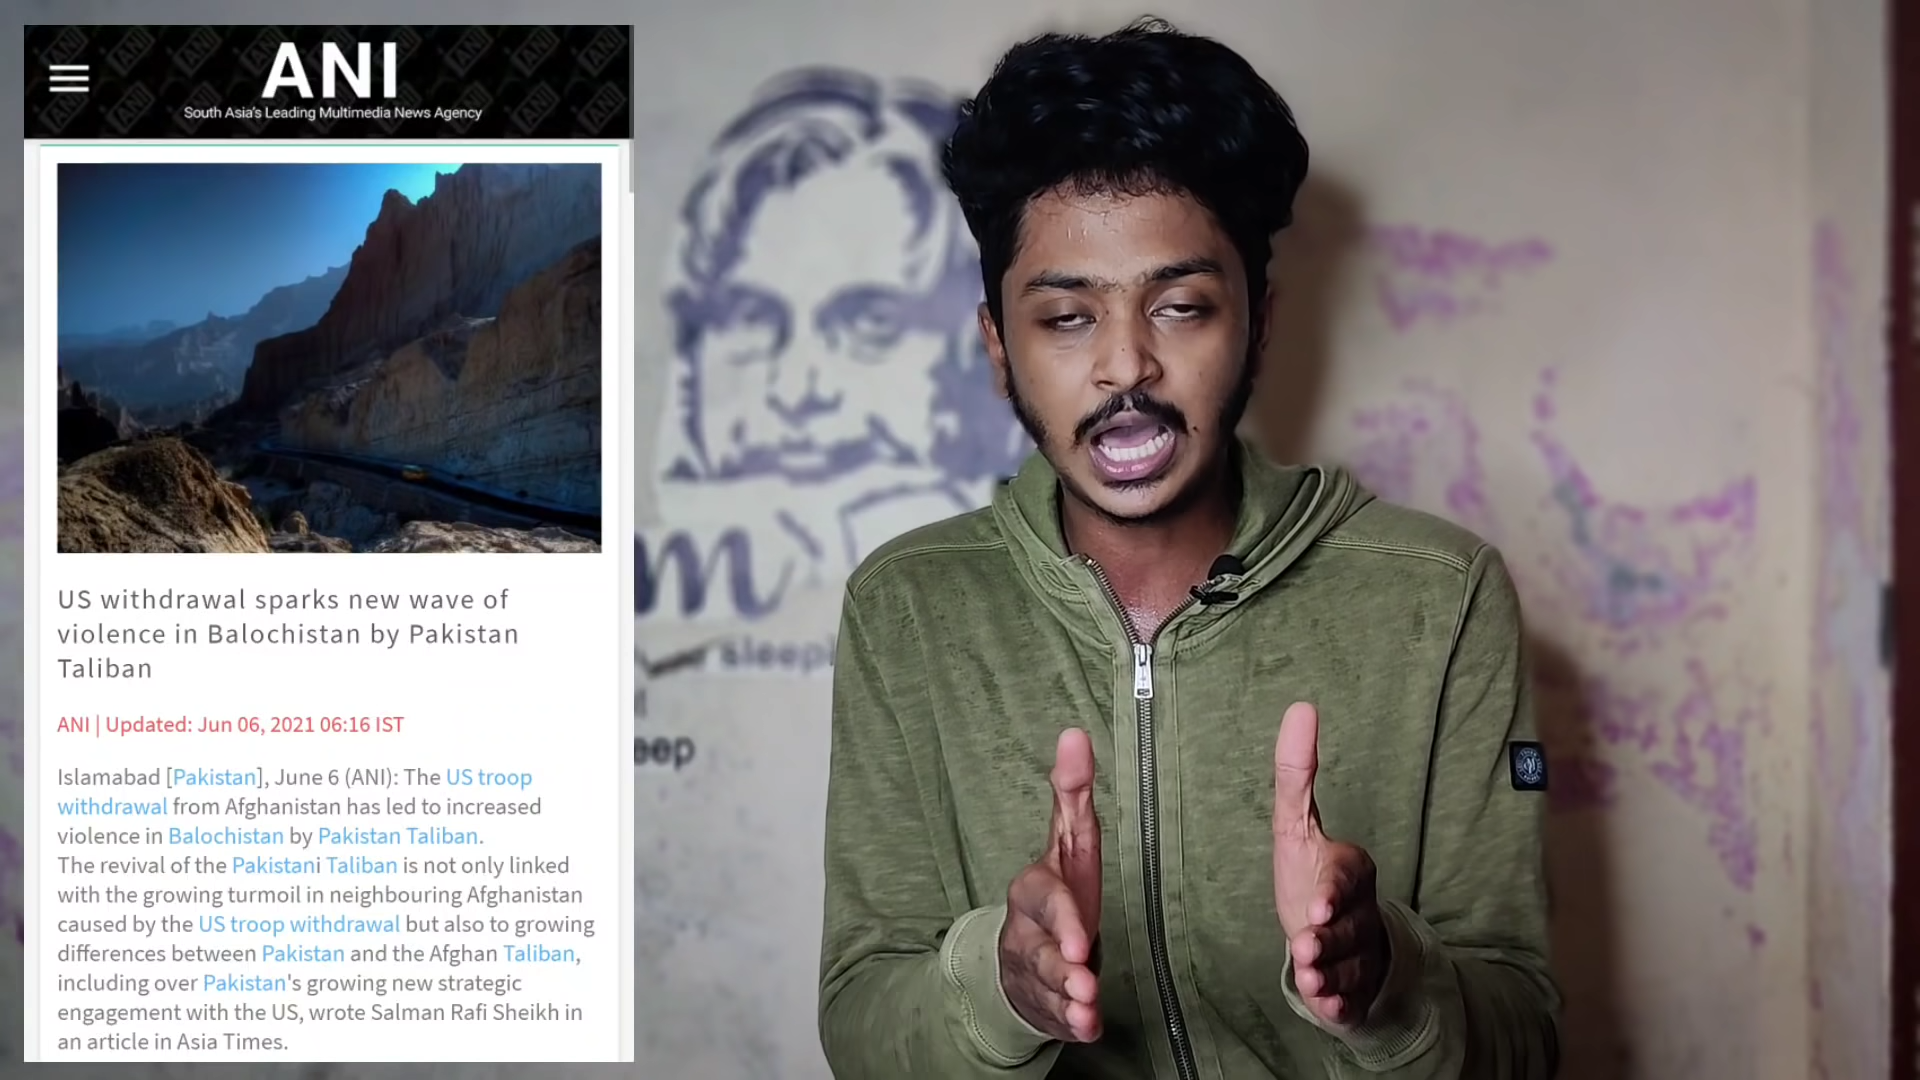 ANI
South Asia's Leading Multimedia News Agency
US withdrawal sparks new wave of
violence in Balochistan by Pakistan
Taliban
ANI | Updated: Jun 06, 2021 06:16 IST
Islamabad [Pakistan], June 6 (ANI): The US troop
withdrawal from Afghanistan has led to increased
violence in Balochistan by Pakistan Taliban.
The revival of the Pakistani Taliban is not only linked
with the growing turmoil in neighbouring Afghanistan
caused by the US troop withdrawal but also to growing
differences between Pakistan and the Afghan Taliban,
including over Pakistan's growing new strategic
engagement with the US, wrote Salman Rafi Sheikh in
an article in Asia Times.
m
sleepi
eep